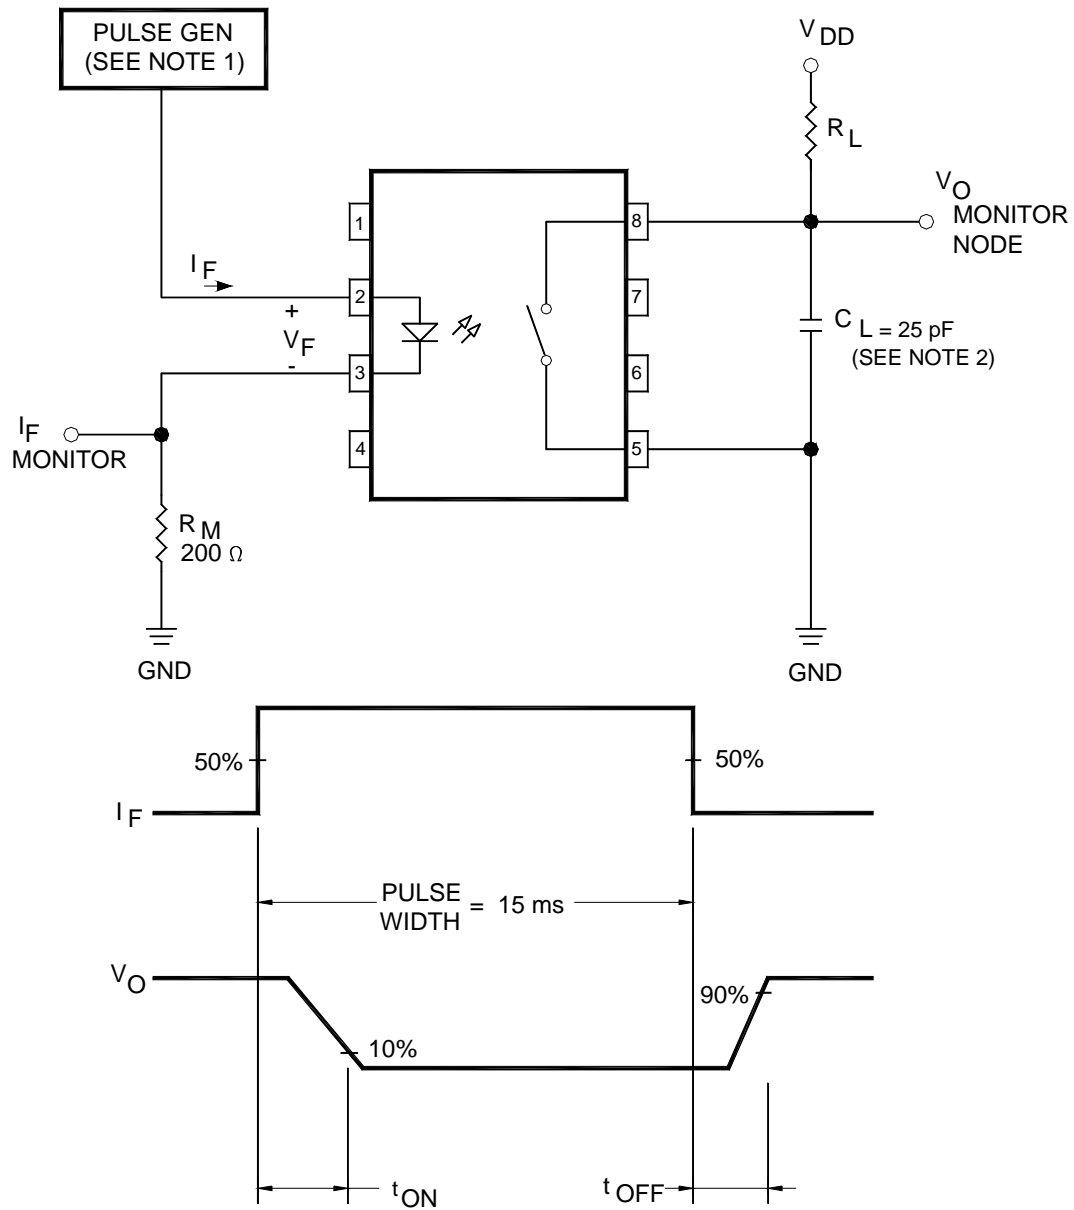 PULSE GEN
(SEE NOTE 1)
V DD
R L
V O
MONITOR
NODE
1
8
I F
2
7
+
V F
-
C L = 25 pF
(SEE NOTE 2)
3
6
I F
MONITOR
4
5
R M
200 Ω
GND
GND
50%
50%
I F
PULSE
WIDTH = 15 ms
V O
90%
10%
t ON
t OFF